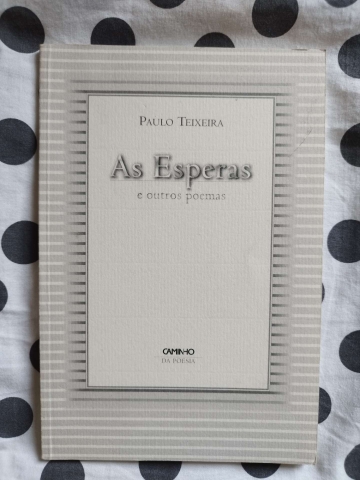 PAULO TEIXEIRA
As Esperas
e outros poemas
CAMINHO
DA POESIA